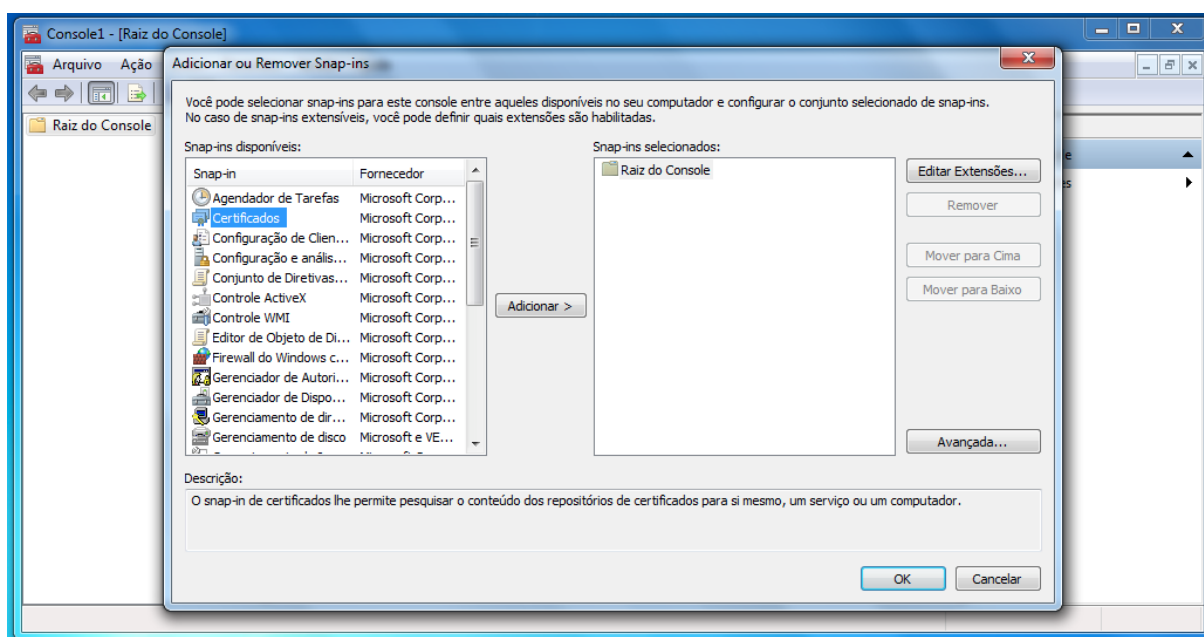 Console1 - [Raiz do Console]
Arquivo Ação
Adicionar ou Remover Snap-ins
Você pode selecionar snap-ins para este console entre aqueles disponíveis no seu computador e configurar o conjunto selecionado de snap-ins.
No caso de snap-ins extensíveis, você pode definir quais extensões são habilitadas.
Raiz do Console
Snap-ins disponíveis:
Snap-in Fornecedor
Agendador de Tarefas Microsoft Corp...
Certificados Microsoft Corp...
Configuração de Clien... Microsoft Corp...
Configuração e anális... Microsoft Corp...
Conjunto de Diretivas... Microsoft Corp...
Controle ActiveX Microsoft Corp...
Controle WMI Microsoft Corp...
Editor de Objeto de Di... Microsoft Corp...
Firewall do Windows c... Microsoft Corp...
Gerenciador de Autori... Microsoft Corp...
Gerenciador de Dispo... Microsoft Corp...
Gerenciamento de dir... Microsoft Corp...
Gerenciamento de disco Microsoft e VE...
Adicionar >
Snap-ins selecionados:
Raiz do Console
Editar Extensões...
Remover
Mover para Cima
Mover para Baixo
Avançada...
Descrição:
O snap-in de certificados lhe permite pesquisar o conteúdo dos repositórios de certificados para si mesmo, um serviço ou um computador.
OK Cancelar